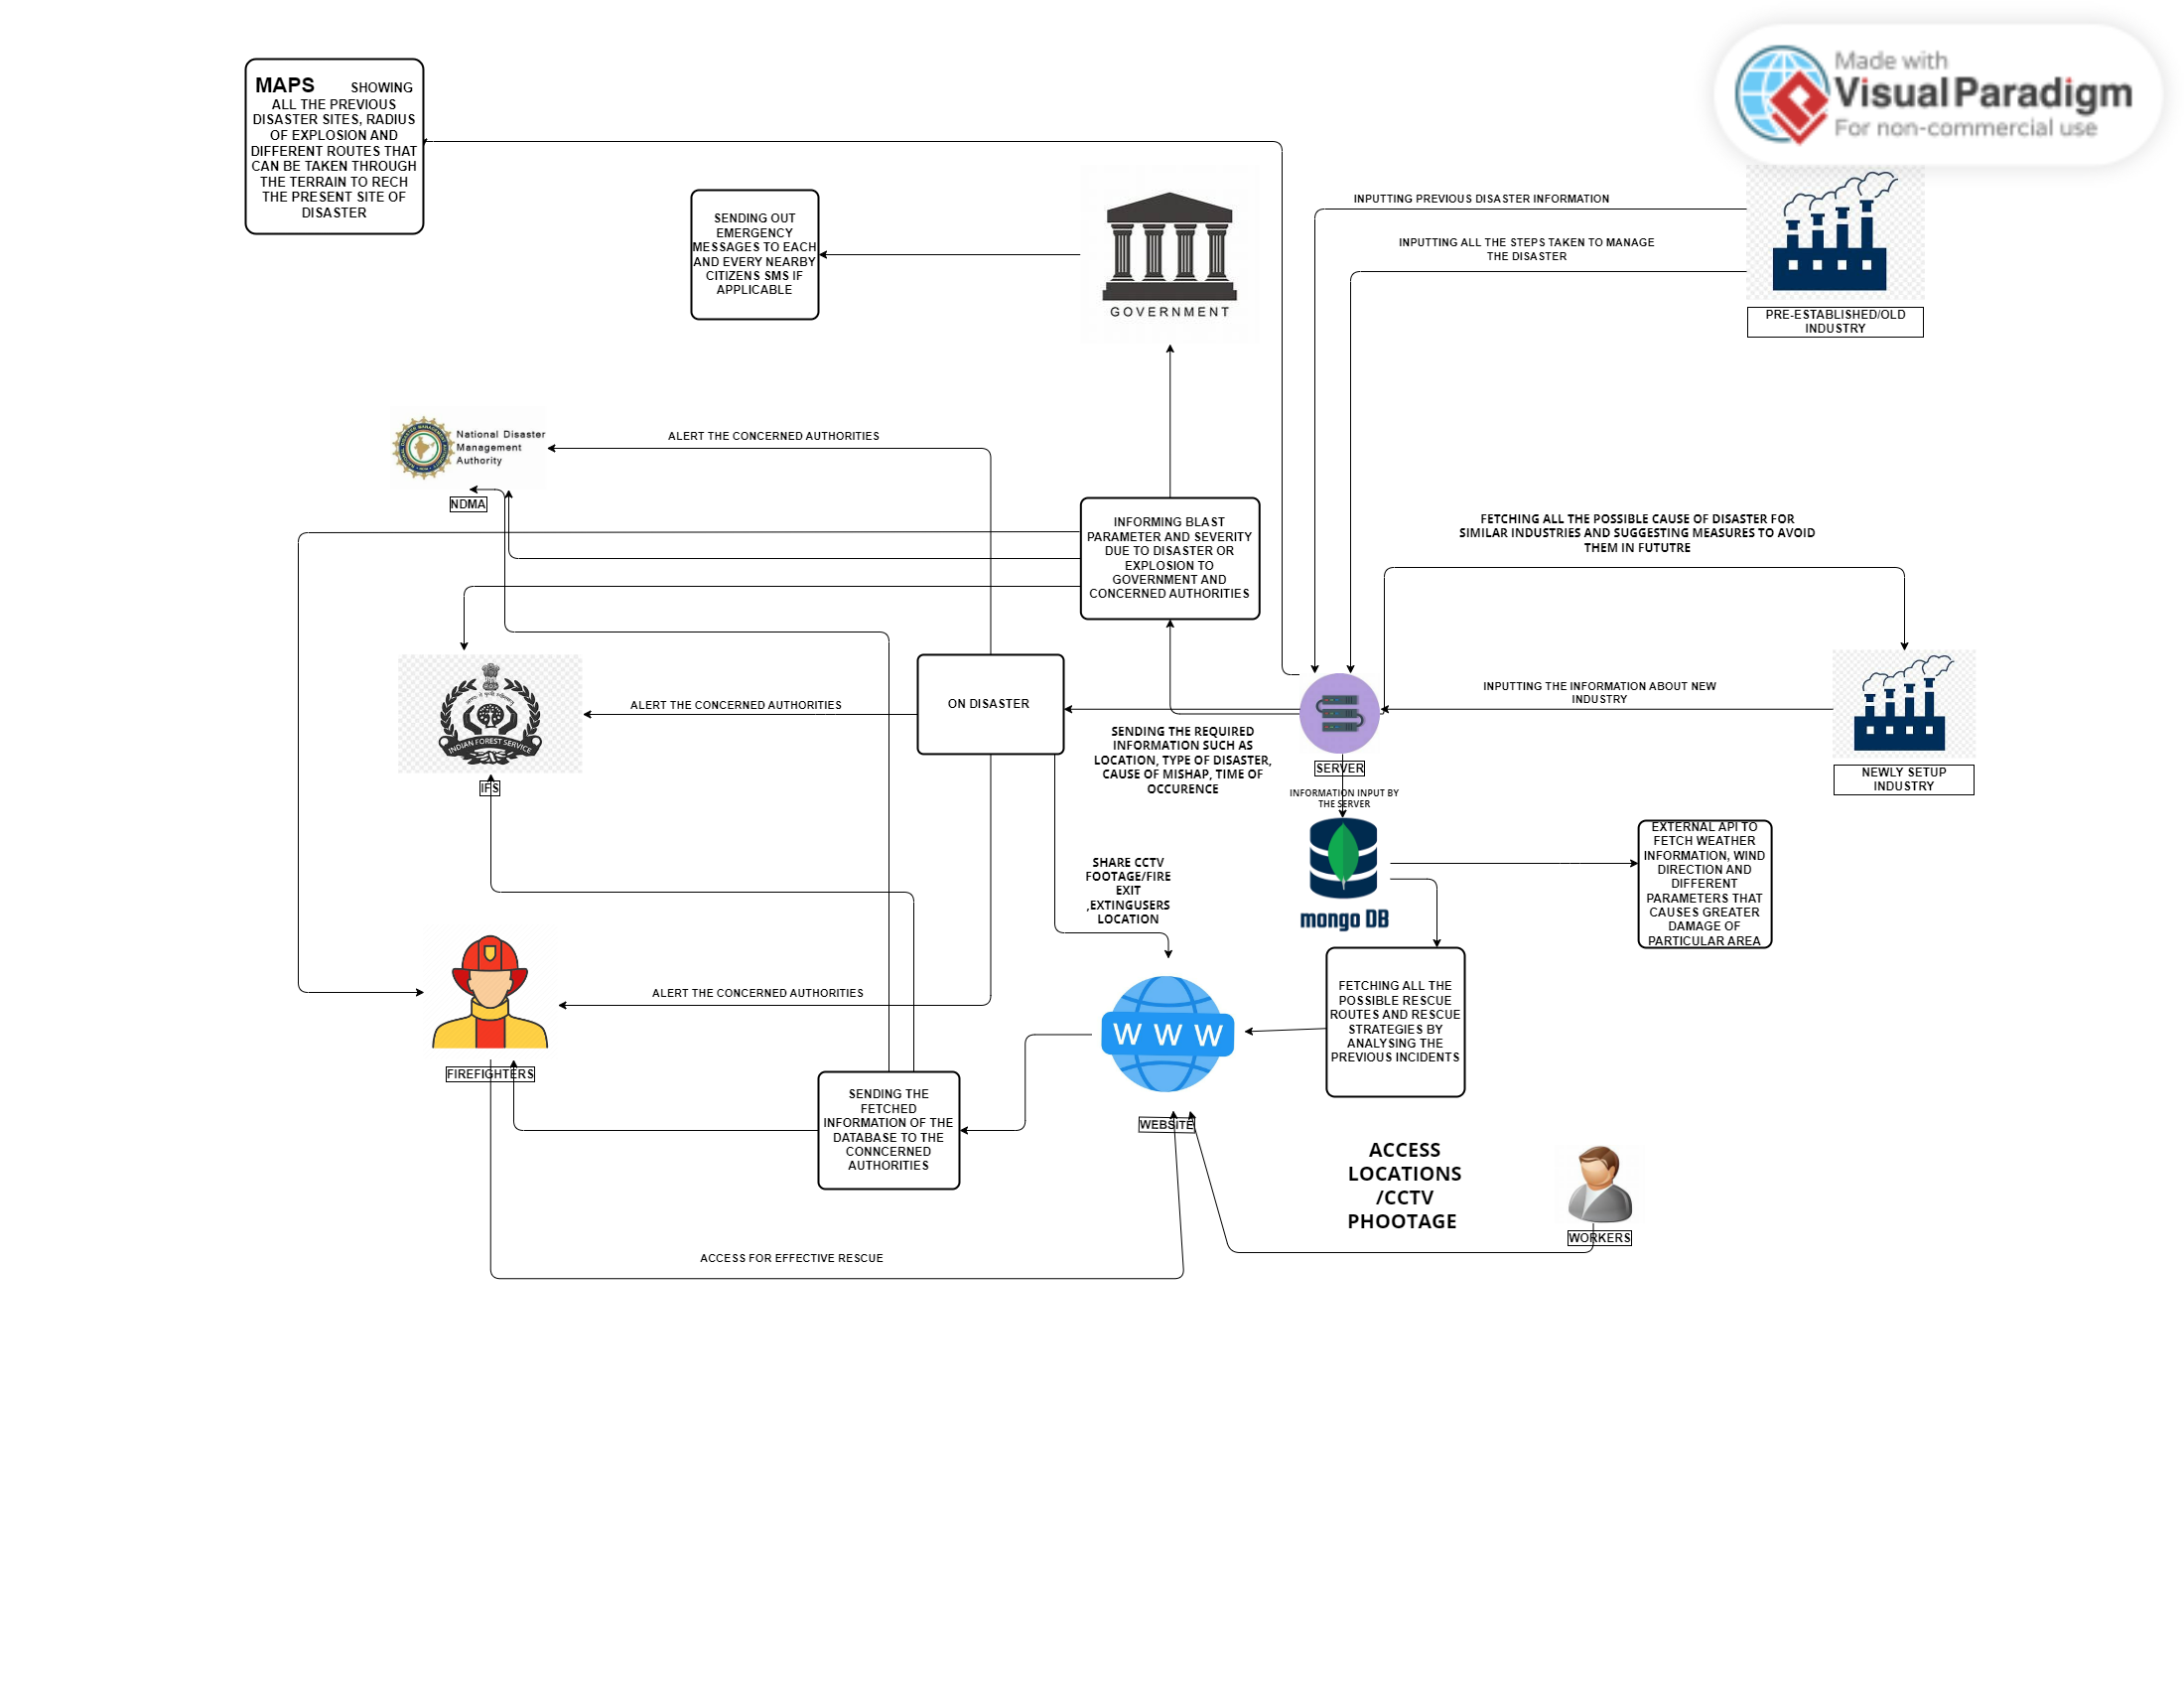 Made with
Visual Paradigm
For non-commercial use
MAPS SHOWING
ALL THE PREVIOUS
DISASTER SITES, RADIUS
OF EXPLOSION AND
DIFFERENT ROUTES THAT
CAN BE TAKEN THROUGH
THE TERRAIN TO RECH
THE PRESENT SITE OF
DISASTER
SENDING OUT
EMERGENCY
MESSAGES TO EACH
AND EVERY NEARBY
CITIZENS SMS IF
APPLICABLE
GOVERNMENT
INPUTTING PREVIOUS DISASTER INFORMATION
INPUTTING ALL THE STEPS TAKEN TO MANAGE
THE DISASTER
PRE-ESTABLISHED/OLD
INDUSTRY
National Disaster
Management
Authority
NDMA
ALERT THE CONCERNED AUTHORITIES
INFORMING BLAST
PARAMETER AND SEVERITY
DUE TO DISASTER OR
EXPLOSION TO
GOVERNMENT AND
CONCERNED AUTHORITIES
FETCHING ALL THE POSSIBLE CAUSE OF DISASTER FOR
SIMILAR INDUSTRIES AND SUGGESTING MEASURES TO AVOID
THEM IN FUTUTRE
INDIAN FOREST SERVICE
IFS
ALERT THE CONCERNED AUTHORITIES
ON DISASTER
SENDING THE REQUIRED
INFORMATION SUCH AS
LOCATION, TYPE OF DISASTER,
CAUSE OF MISHAP, TIME OF
OCCURENCE
SERVER
INPUTTING THE INFORMATION ABOUT NEW
INDUSTRY
NEWLY SETUP
INDUSTRY
INFORMATION INPUT BY
THE SERVER
mongo DB
EXTERNAL API TO
FETCH WEATHER
INFORMATION, WIND
DIRECTION AND
DIFFERENT
PARAMETERS THAT
CAUSES GREATER
DAMAGE OF
PARTICULAR AREA
SHARE CCTV
FOOTAGE/FIRE
EXIT
,EXTINGUSERS
LOCATION
FETCHING ALL THE
POSSIBLE RESCUE
ROUTES AND RESCUE
STRATEGIES BY
ANALYSING THE
PREVIOUS INCIDENTS
ALERT THE CONCERNED AUTHORITIES
FIREFIGHTERS
WWW
WEBSITE
SENDING THE
FETCHED
INFORMATION OF THE
DATABASE TO THE
CONNCERNED
AUTHORITIES
ACCESS
LOCATIONS
/CCTV
PHOOTAGE
WORKERS
ACCESS FOR EFFECTIVE RESCUE